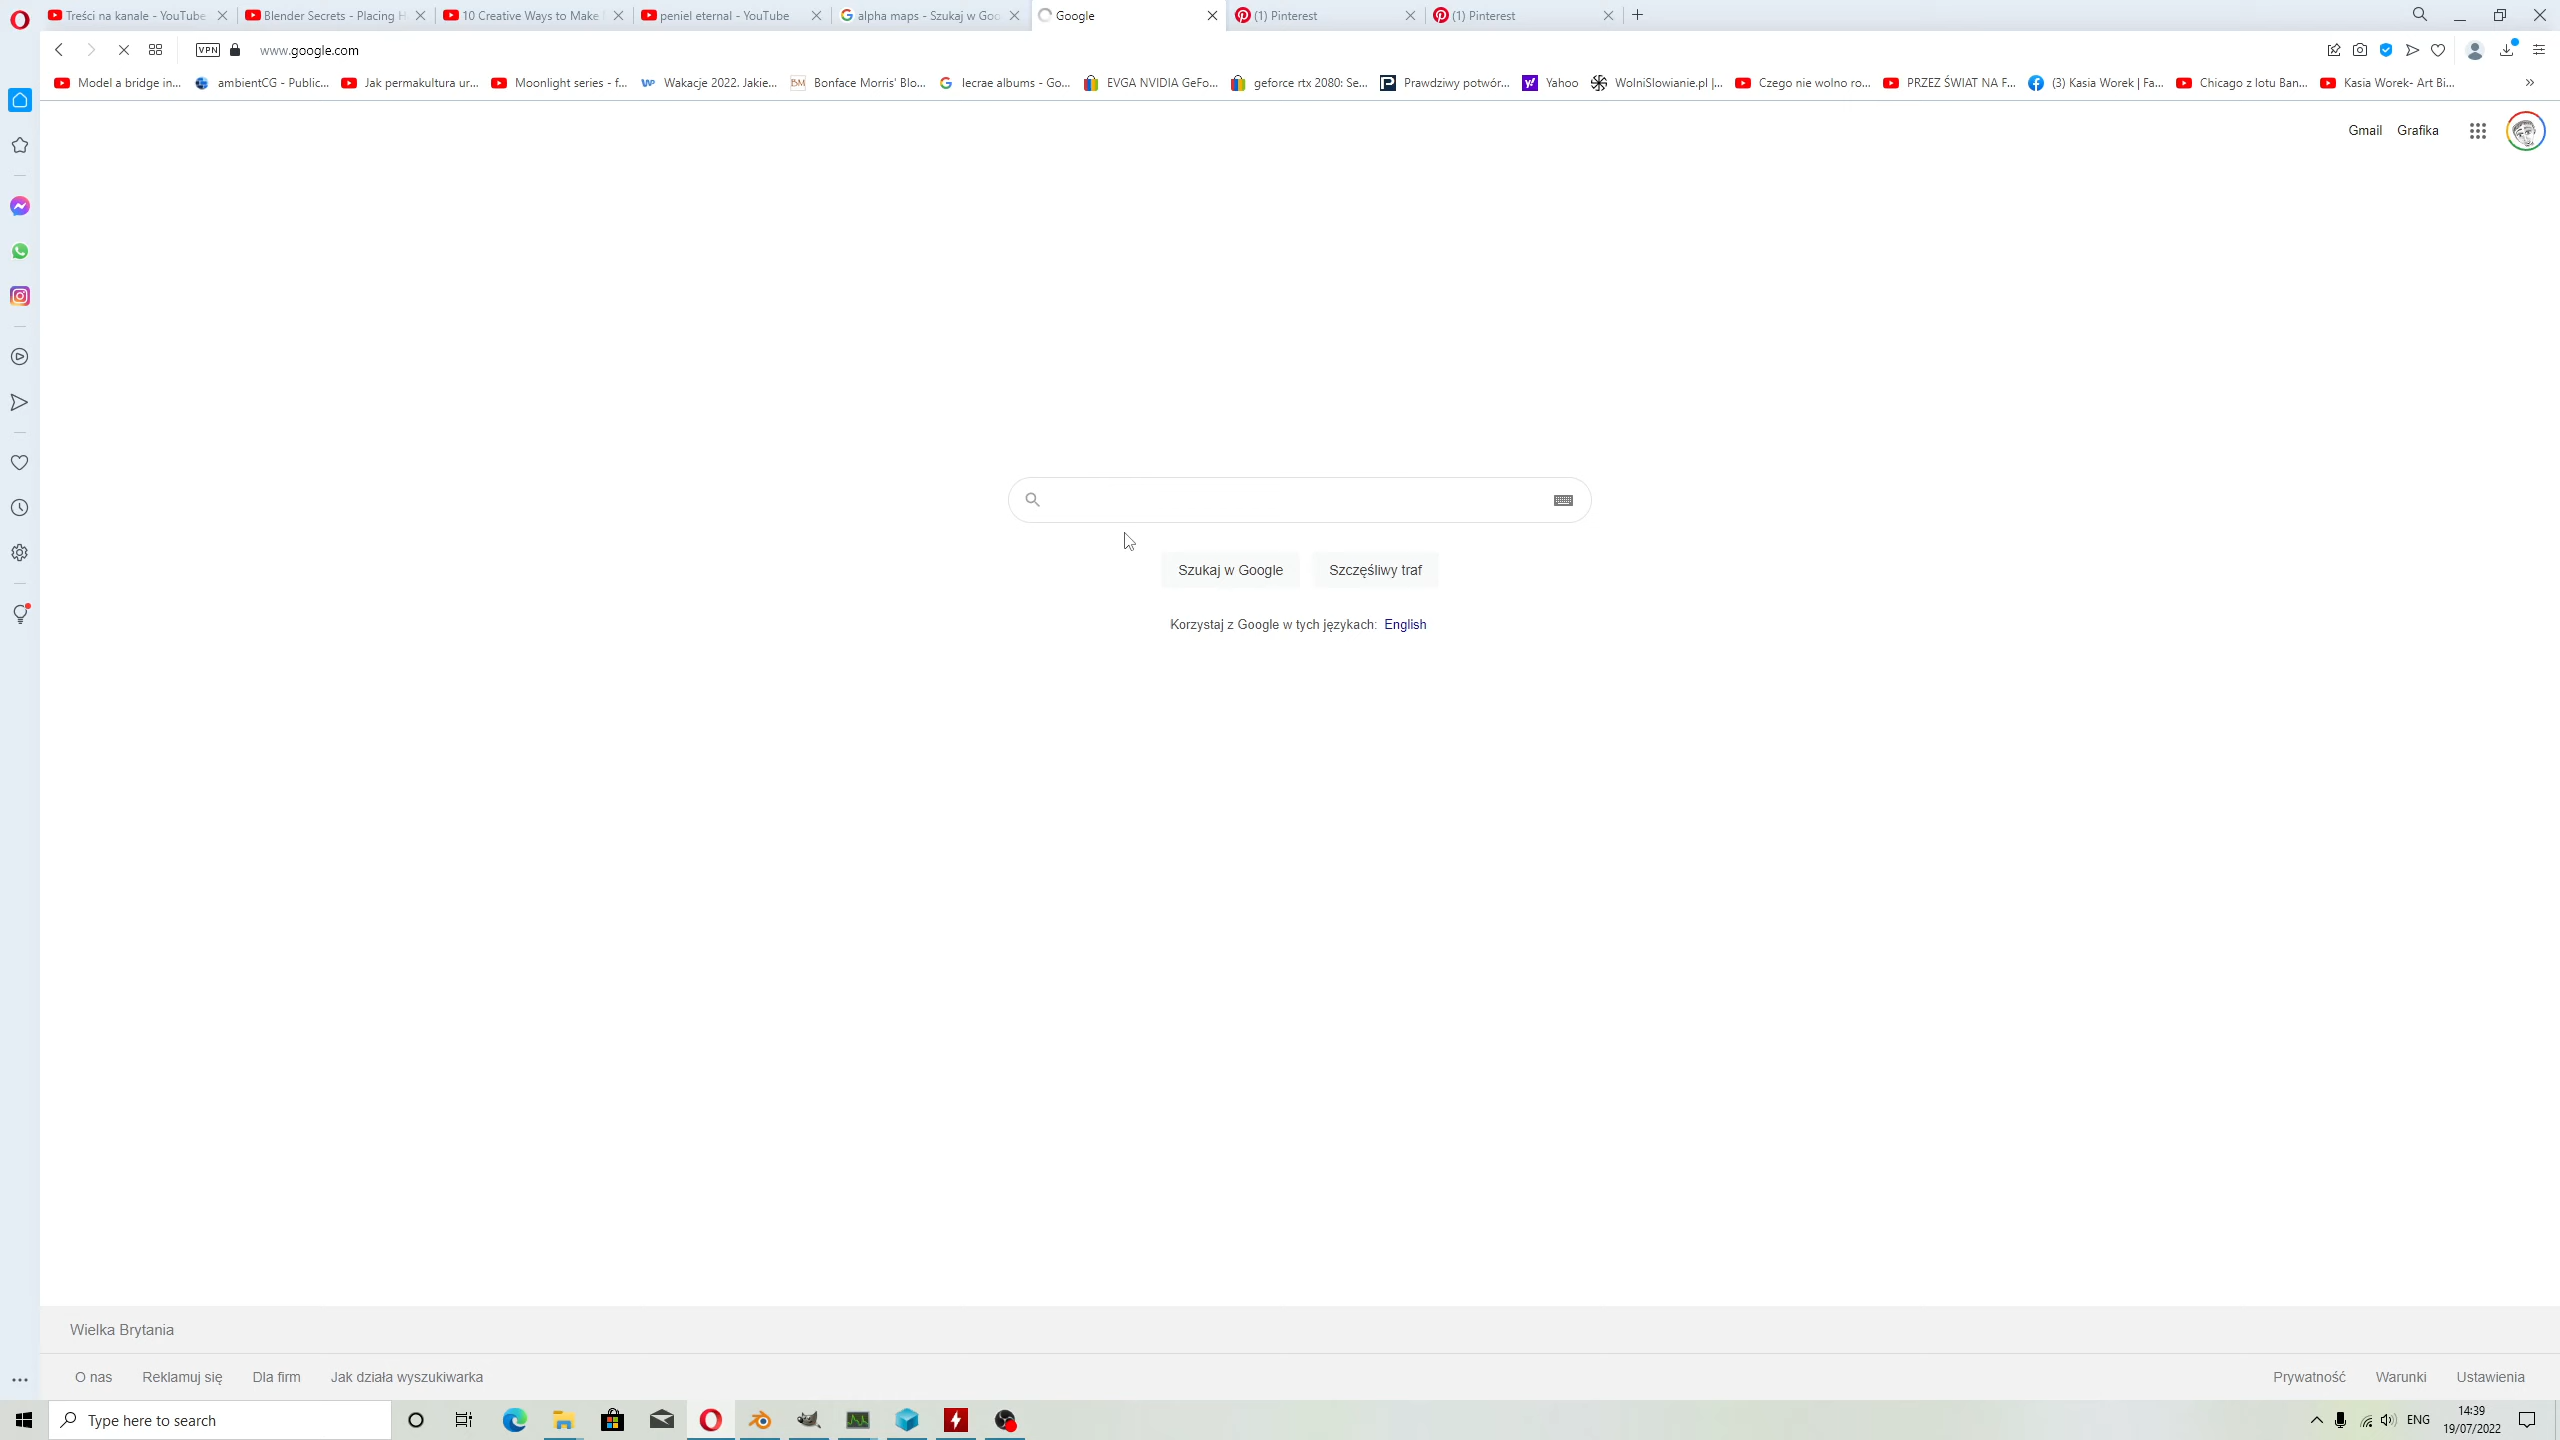 Treści na kanale - YouTube
Blender Secrets - Placing H
10 Creative Ways to Make
peniel eternal - YouTube
alpha maps - Szukaj w Goo
Google
(1) Pinterest
(1) Pinterest
VPN
www.google.com
Model a bridge in...
ambientCG - Public...
Jak permakultura ur...
Moonlight series - f...
Wakacje 2022. Jakie...
BM Bonface Morris' Blo...
lecrae albums - Go...
EVGA NVIDIA GeFo...
geforce rtx 2080: Se...
Prawdziwy potwór...
Yahoo
WolniSlowianie.pl |...
Czego nie wolno ro...
PRZEZ ŚWIAT NA F...
(3) Kasia Worek | Fa...
Chicago z lotu Ban...
Kasia Worek- Art Bi...
Gmail Grafika
Szukaj w Google
Szczęśliwy traf
Korzystaj z Google w tych językach: English
Wielka Brytania
O nas Reklamuj się Dla firm Jak działa wyszukiwarka
Prywatność Warunki Ustawienia
Type here to search
ENG
14:39
19/07/2022